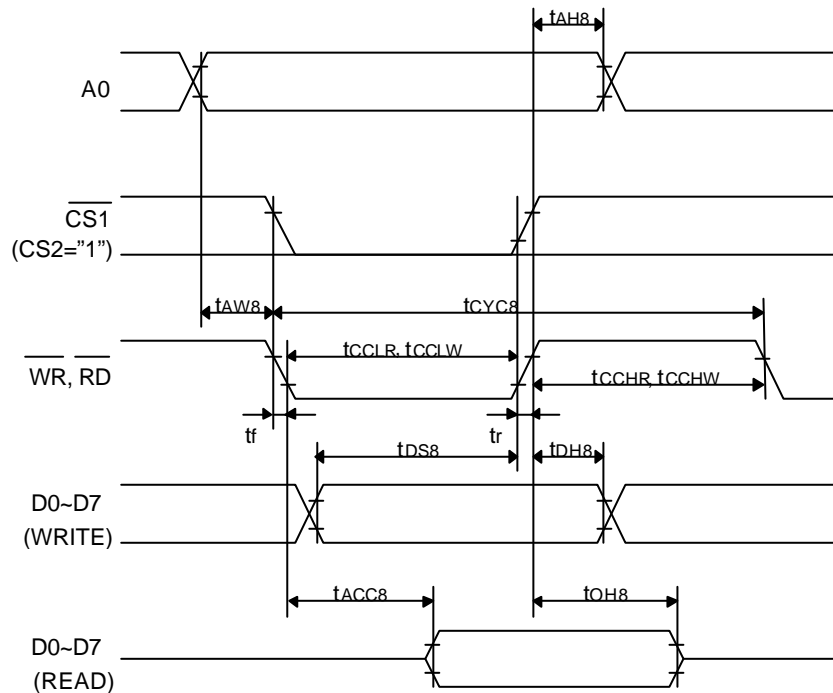 tAH8
A0
CS1
(CS2="1")
tAW8
tCYC8
WR, RD
tCCLR, tCCLW
tCCHR, tCCHW
tf
tr
tDS8
tDH8
D0~D7
(WRITE)
tACC8
tOH8
D0~D7
(READ)